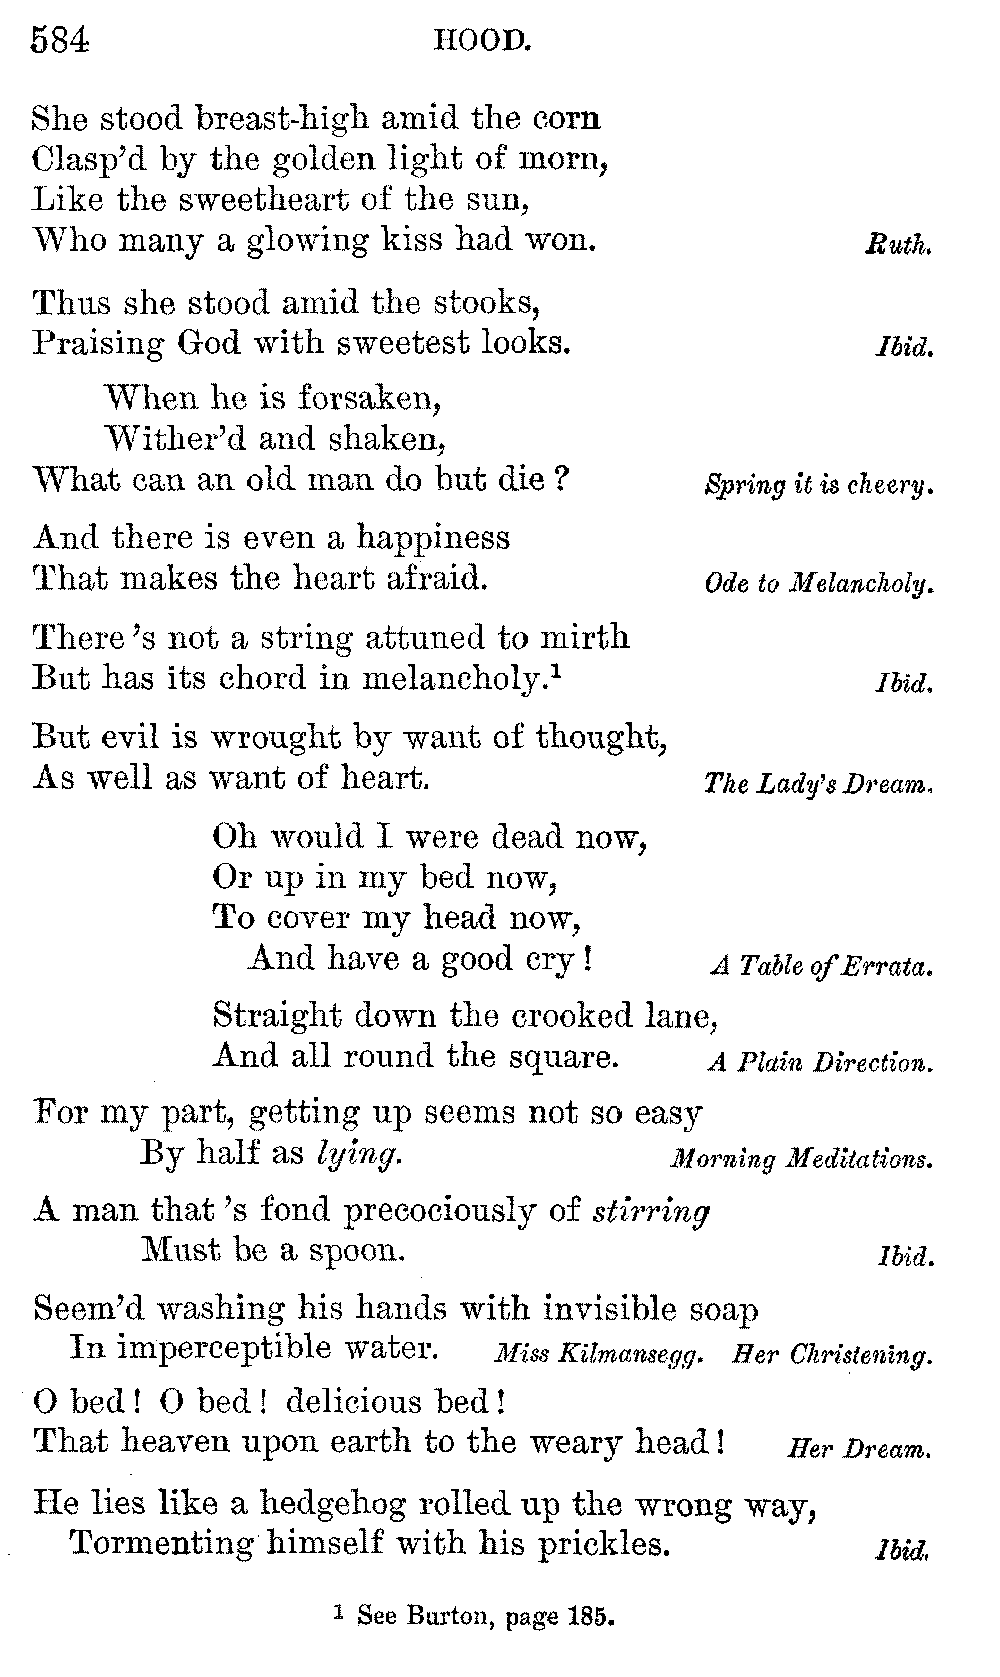 584 HOOD.
She stood breast-high amid the corn
Clasp'd by the golden light of morn,
Like the sweetheart of the sun,
Who many a glowing kiss had won. Ruth.
Thus she stood amid the stooks,
Praising God with sweetest looks. Ibid.
When he is forsaken,
Wither'd and shaken,
What can an old man do but die? Spring it is cheery.
And there is even a happiness
That makes the heart afraid. Ode to Melancholy.
There's not a string attuned to mirth
But has its chord in melancholy.¹ Ibid.
But evil is wrought by want of thought,
As well as want of heart. The Lady's Dream.
Oh would I were dead now,
Or up in my bed now,
To cover my head now,
And have a good cry! A Table of Errata.
Straight down the crooked lane,
And all round the square. A Plain Direction.
For my part, getting up seems not so easy
By half as lying. Morning Meditations.
A man that's fond precociously of stirring
Must be a spoon. Ibid.
Seem'd washing his hands with invisible soap
In imperceptible water. Miss Kilmansegg. Her Christening.
O bed! O bed! delicious bed!
That heaven upon earth to the weary head! Her Dream.
He lies like a hedgehog rolled up the wrong way,
Tormenting himself with his prickles. Ibid.
¹ See Burton, page 185.